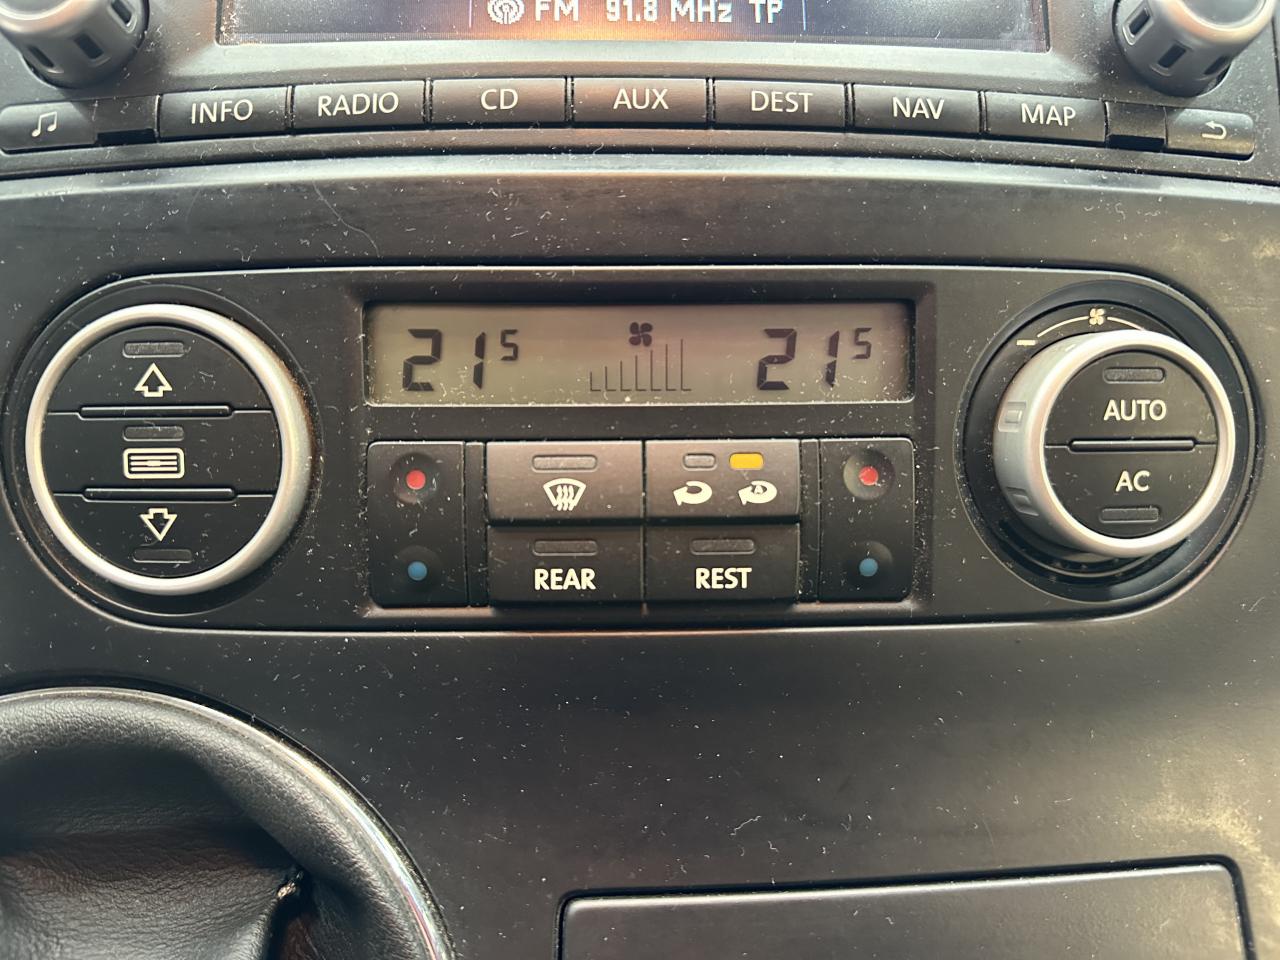 FM 91.8 MHz TP
INFO RADIO CD AUX DEST NAV MAP
21 5 21 5
AUTO
AC
A
REAR REST